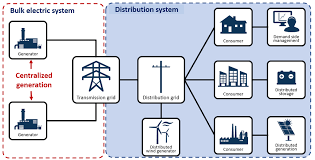 Bulk electric system
Distribution system
Generator
Centralized
generation
Generator
Transmission grid
Distribution grid
Distributed
wind generator
Consumer
Demand side
management
Consumer
Distributed
storage
Consumer
Distributed
generation